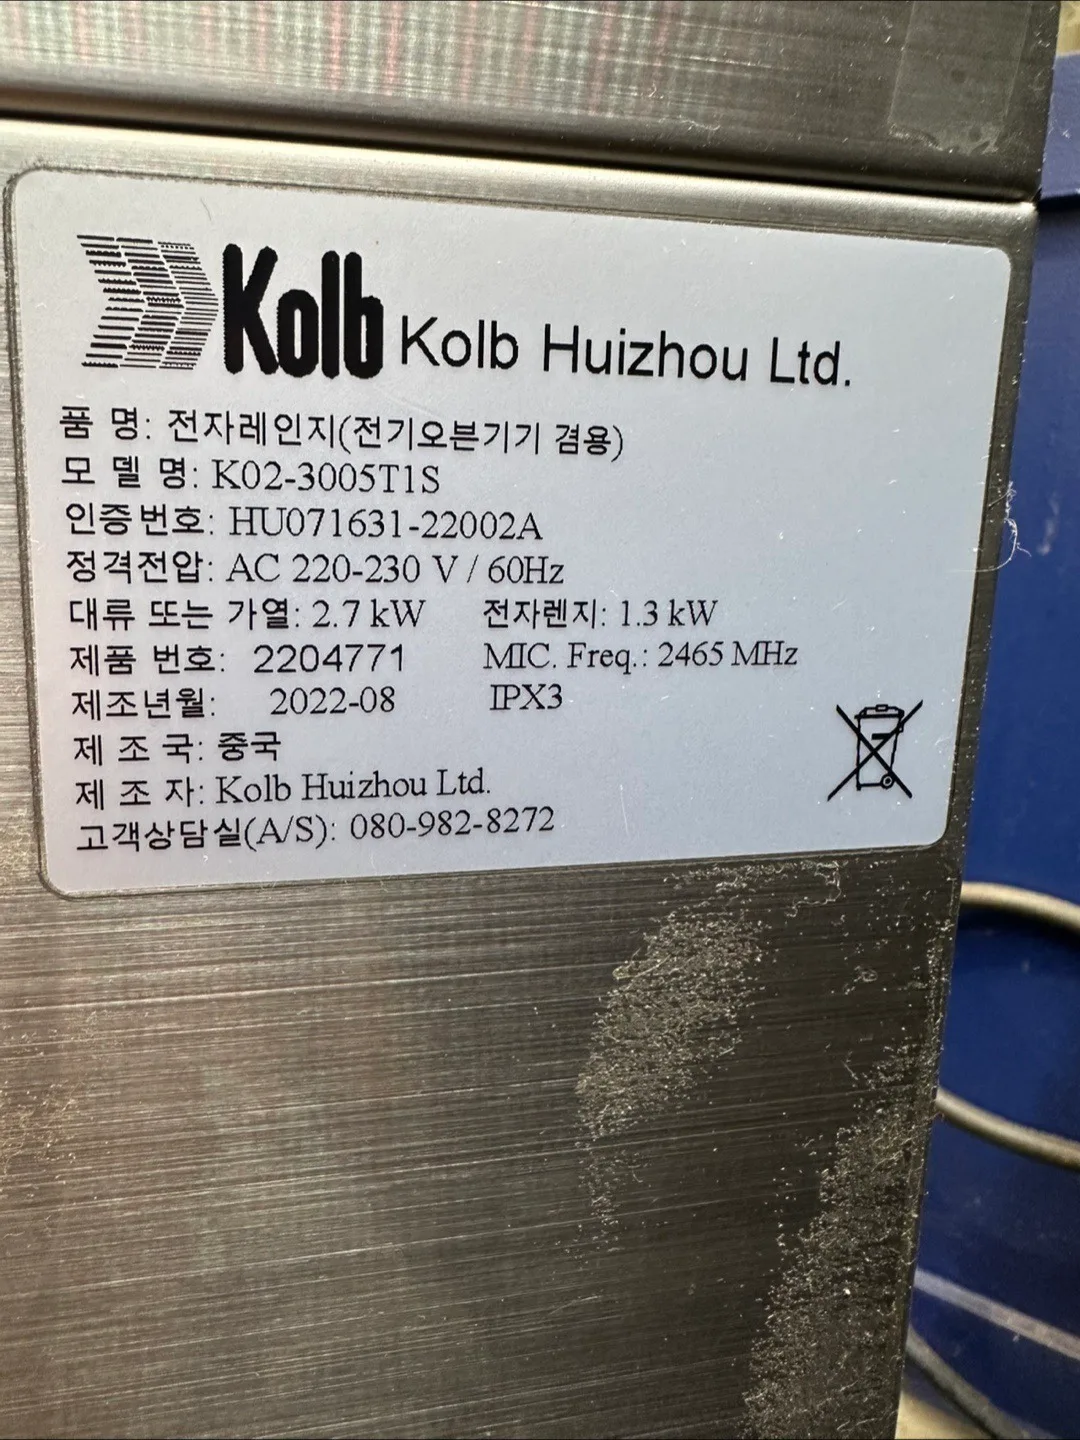 Kolb Kolb Huizhou Ltd.
품 명: 전자레인지(전기오븐기기 겸용)
모 델 명: K02-3005T1S
인증번호: HU071631-22002A
정격전압: AC 220-230 V / 60Hz
대류 또는 가열: 2.7 kW 전자렌지: 1.3 kW
제품 번호: 2204771 MIC. Freq.: 2465 MHz
제조년월: 2022-08 IPX3
제 조 국: 중국
제 조 자: Kolb Huizhou Ltd.
고객상담실(A/S): 080-982-8272